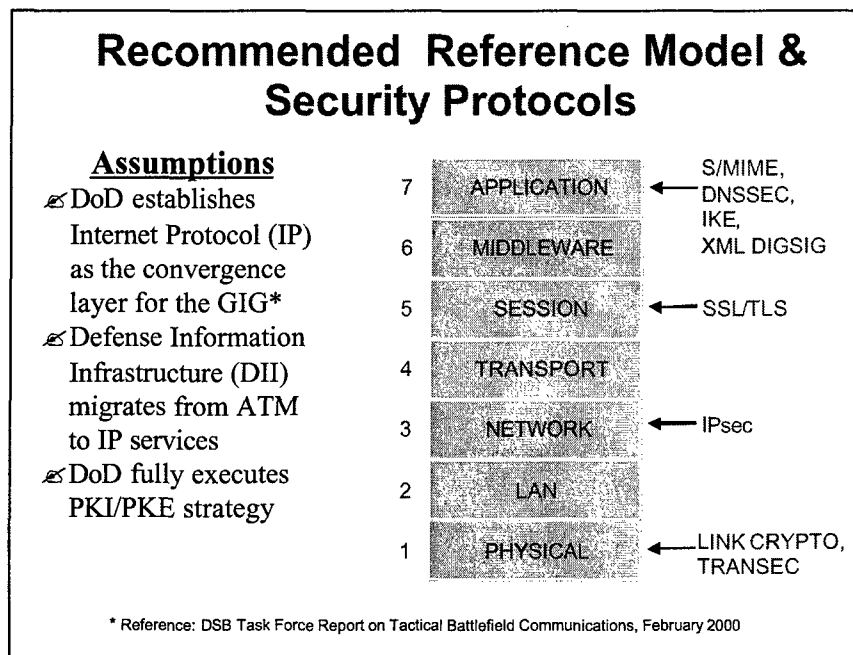 Recommended Reference Model &
Security Protocols
Assumptions
DoD establishes
Internet Protocol (IP)
as the convergence
layer for the GIG*
Defense Information
Infrastructure (DII)
migrates from ATM
to IP services
DoD fully executes
PKI/PKE strategy
7 APPLICATION
S/MIME,
DNSSEC,
IKE,
XML DIGSIG
6 MIDDLEWARE
5 SESSION
SSL/TLS
4 TRANSPORT
3 NETWORK
IPsec
2 LAN
1 PHYSICAL
LINK CRYPTO,
TRANSEC
* Reference: DSB Task Force Report on Tactical Battlefield Communications, February 2000